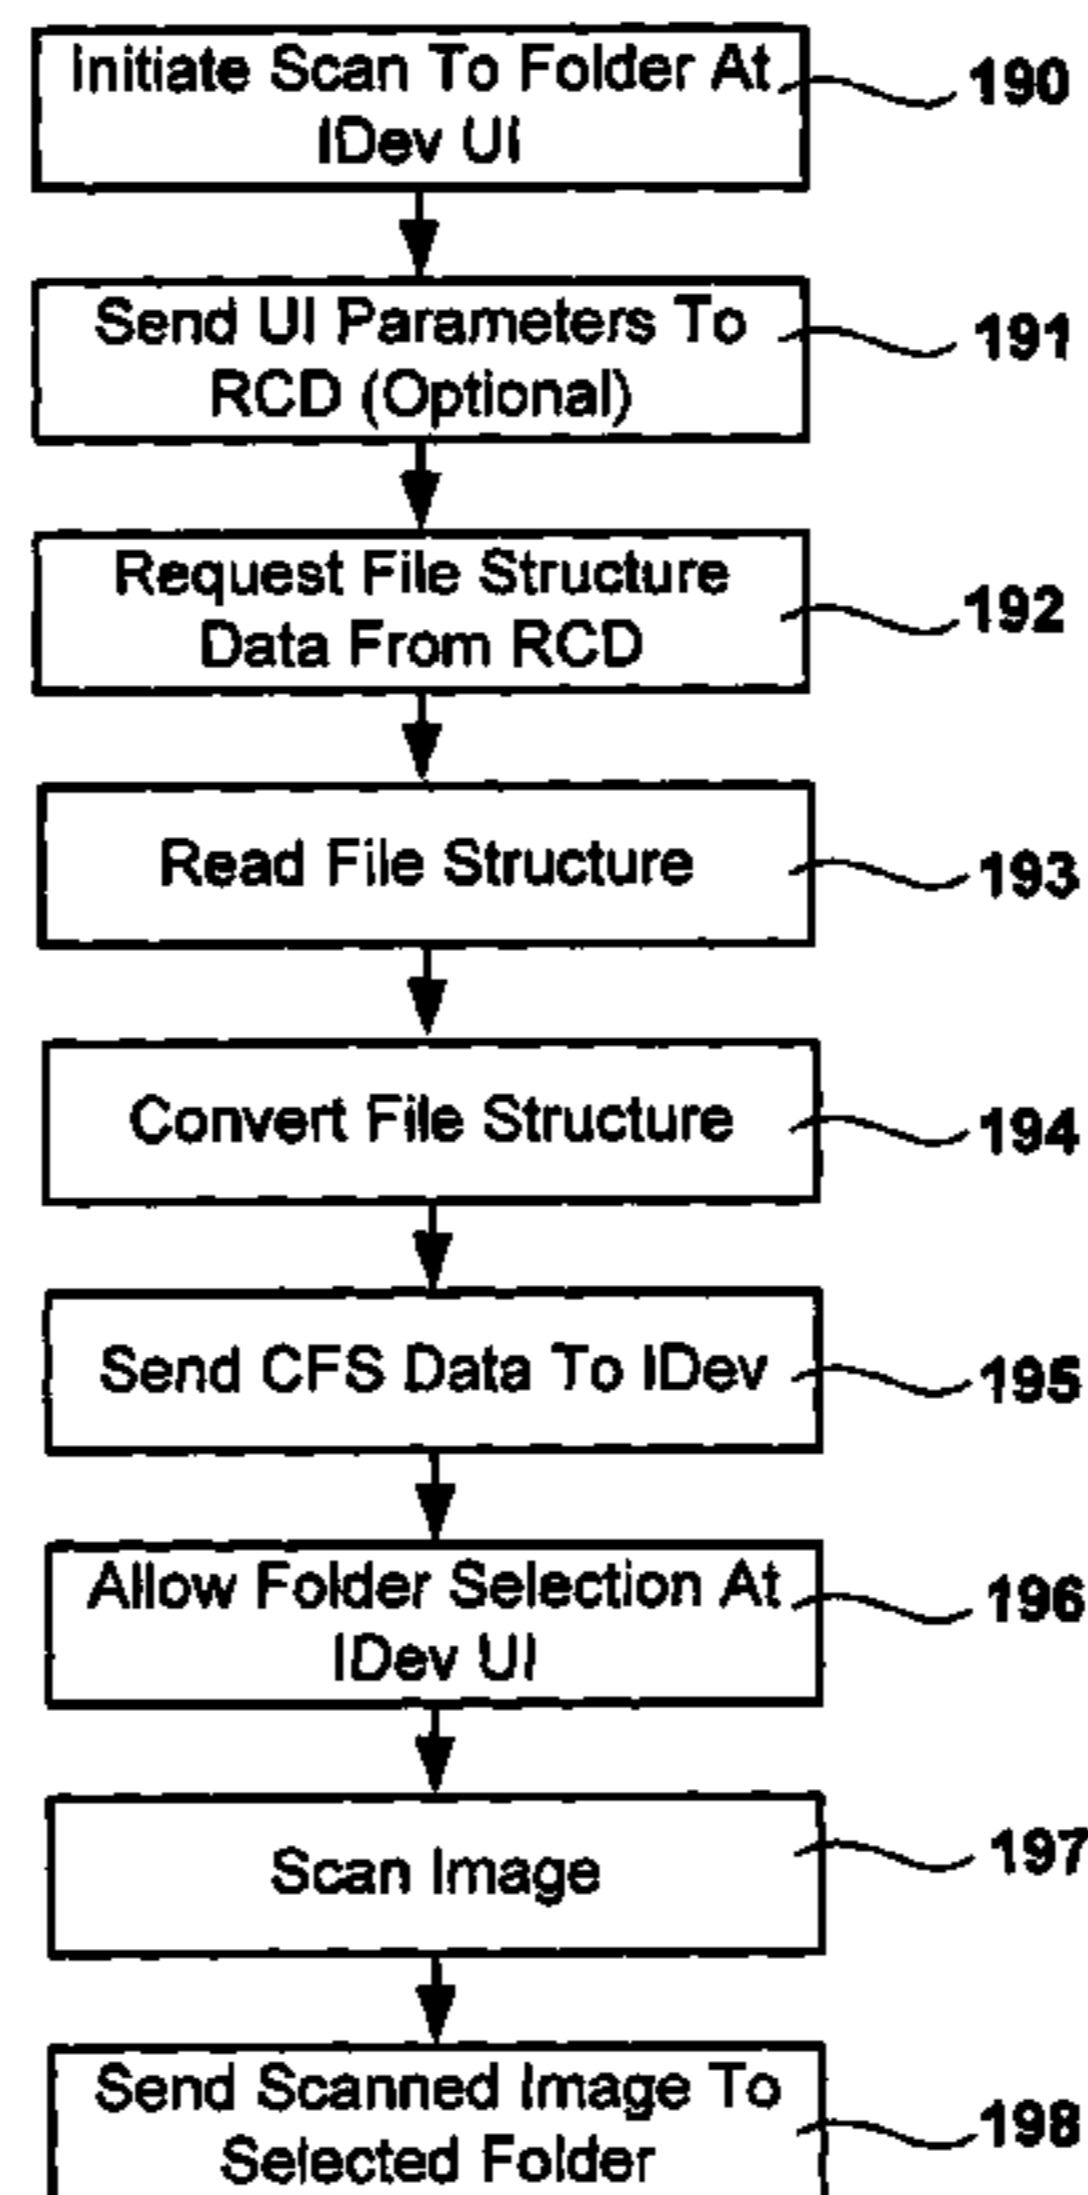 Initiate Scan To Folder At
IDev UI
190
Send UI Parameters To
RCD (Optional)
191
Request File Structure
Data From RCD
192
Read File Structure
193
Convert File Structure
194
Send CFS Data To IDev
195
Allow Folder Selection At
IDev UI
196
Scan Image
197
Send Scanned Image To
Selected Folder
198